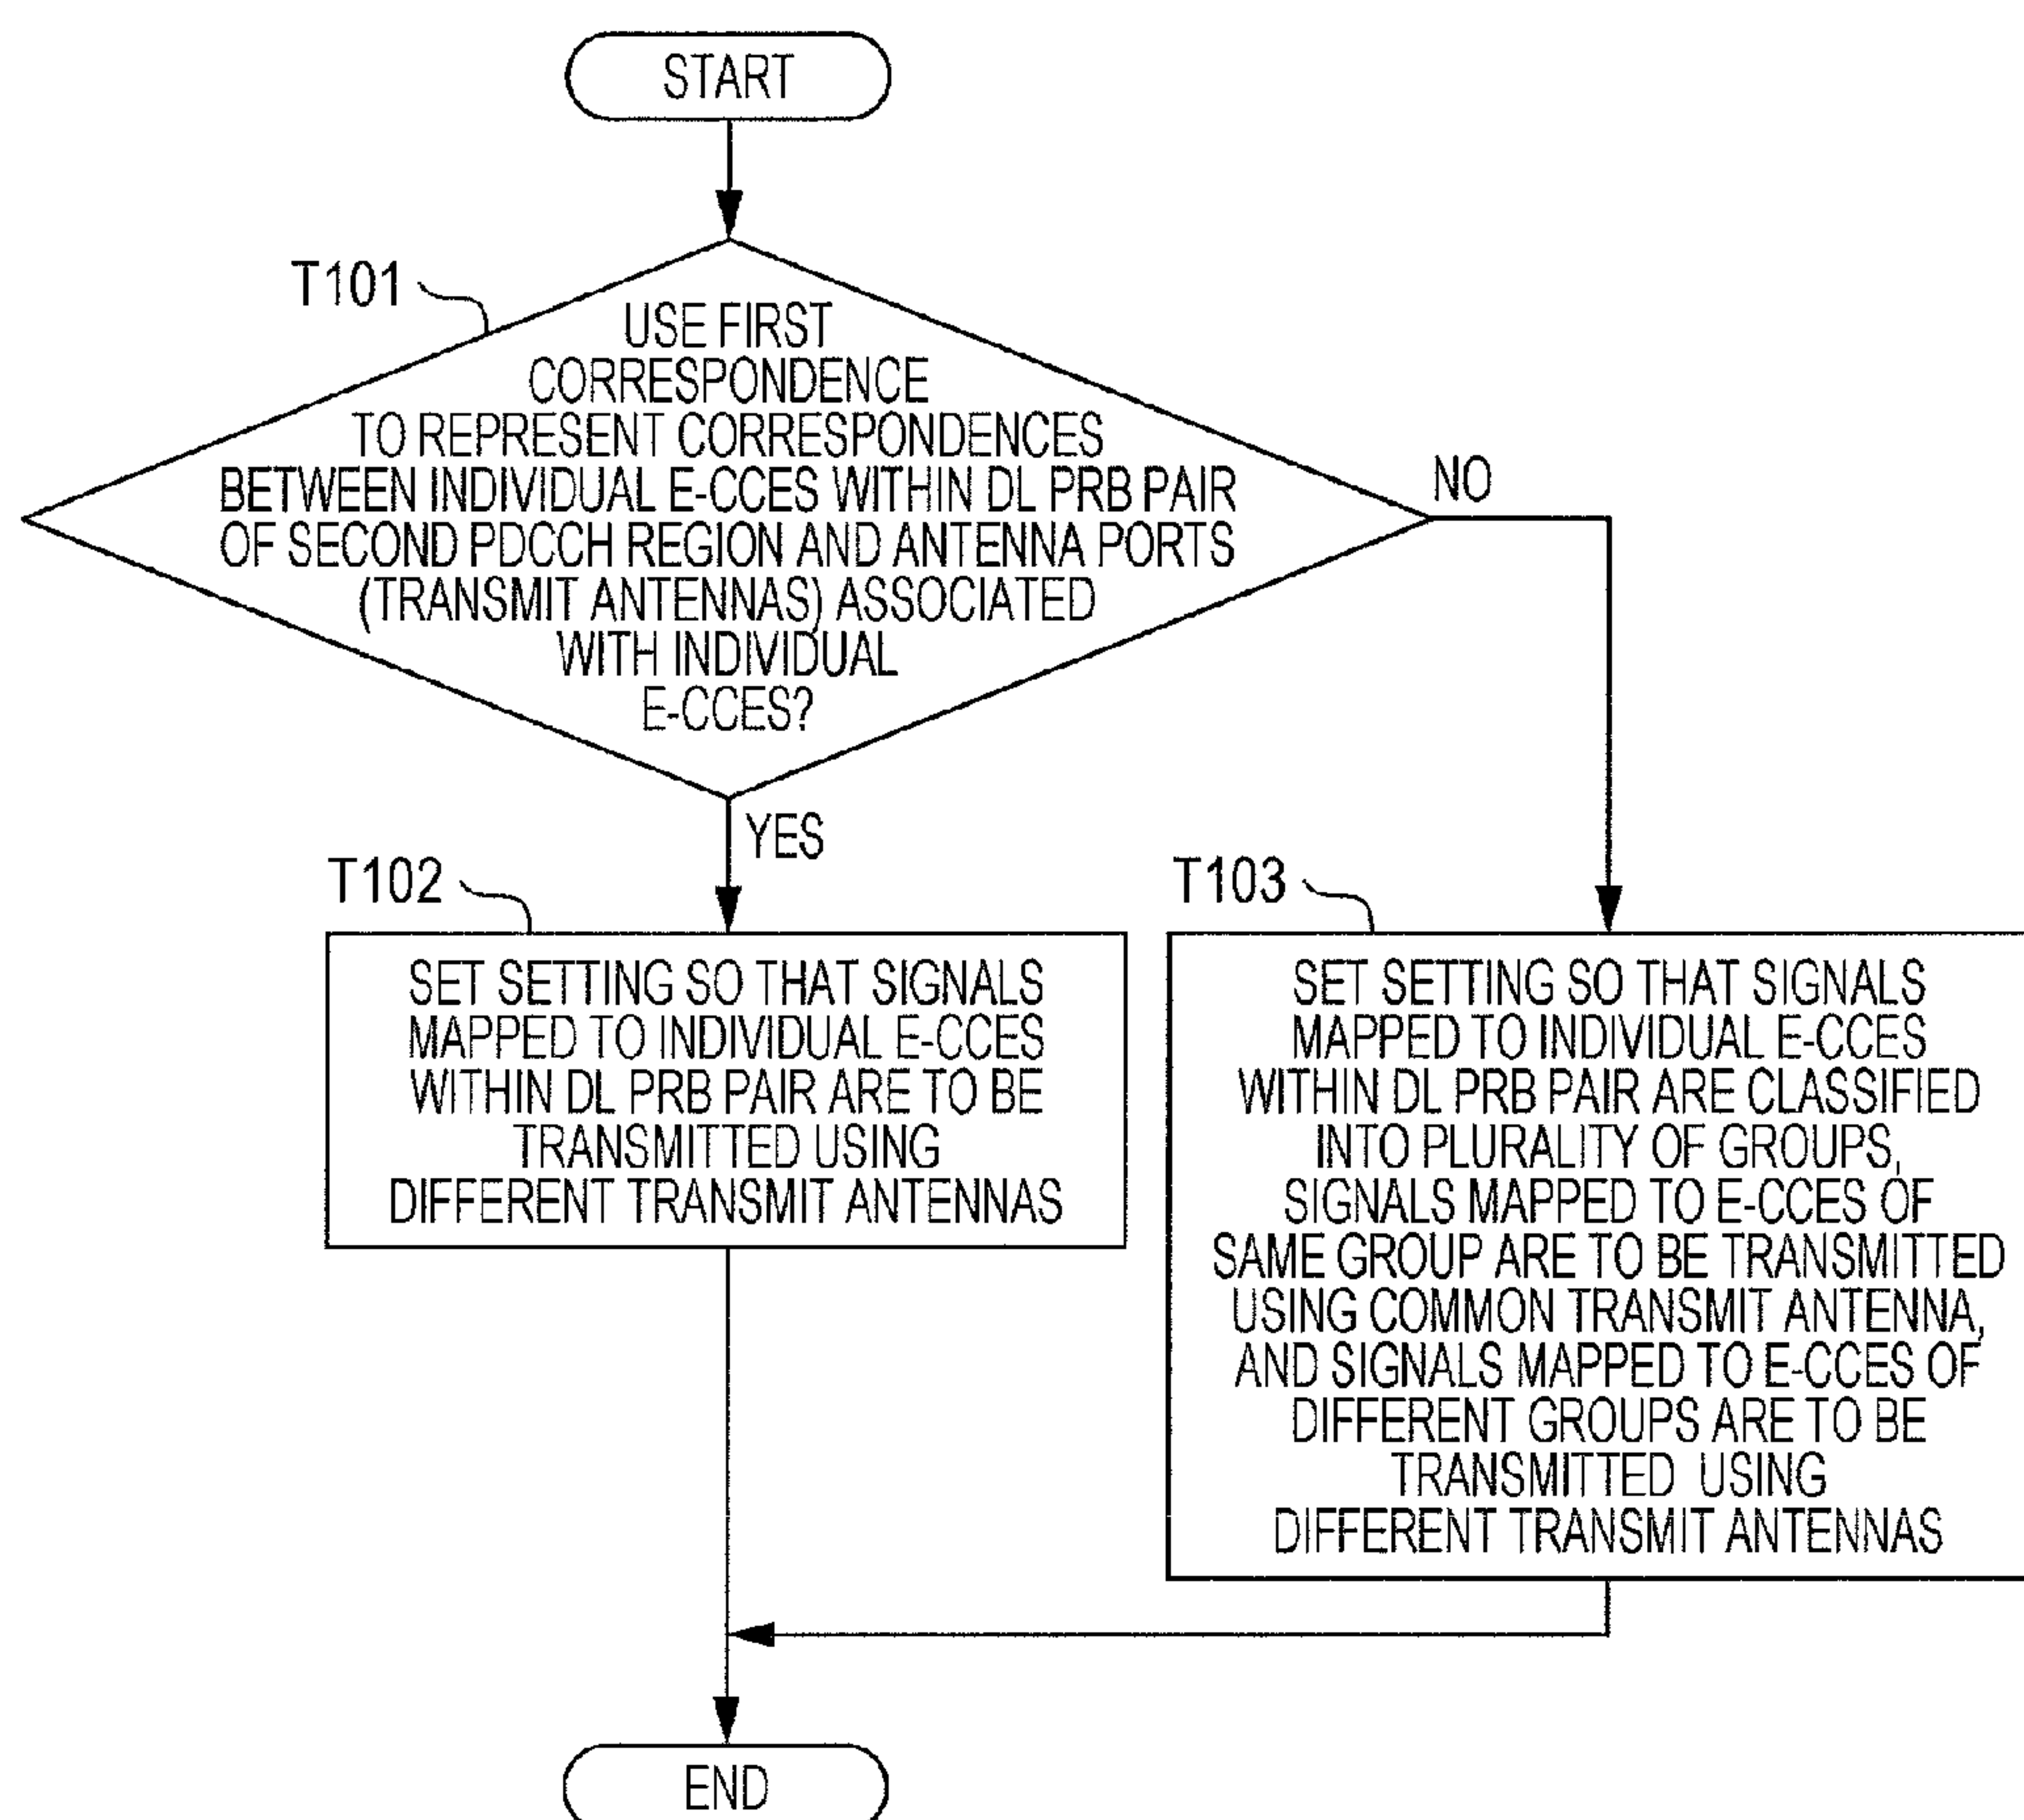 START
T101
USE FIRST
CORRESPONDENCE
TO REPRESENT CORRESPONDENCES
BETWEEN INDIVIDUAL E-CCES WITHIN DL PRB PAIR
OF SECOND PDCCH REGION AND ANTENNA PORTS
(TRANSMIT ANTENNAS) ASSOCIATED
WITH INDIVIDUAL
E-CCES?
NO
YES
T102
SET SETTING SO THAT SIGNALS
MAPPED TO INDIVIDUAL E-CCES
WITHIN DL PRB PAIR ARE TO BE
TRANSMITTED USING
DIFFERENT TRANSMIT ANTENNAS
T103
SET SETTING SO THAT SIGNALS
MAPPED TO INDIVIDUAL E-CCES
WITHIN DL PRB PAIR ARE CLASSIFIED
INTO PLURALITY OF GROUPS,
SIGNALS MAPPED TO E-CCES OF
SAME GROUP ARE TO BE TRANSMITTED
USING COMMON TRANSMIT ANTENNA,
AND SIGNALS MAPPED TO E-CCES OF
DIFFERENT GROUPS ARE TO BE
TRANSMITTED USING
DIFFERENT TRANSMIT ANTENNAS
END